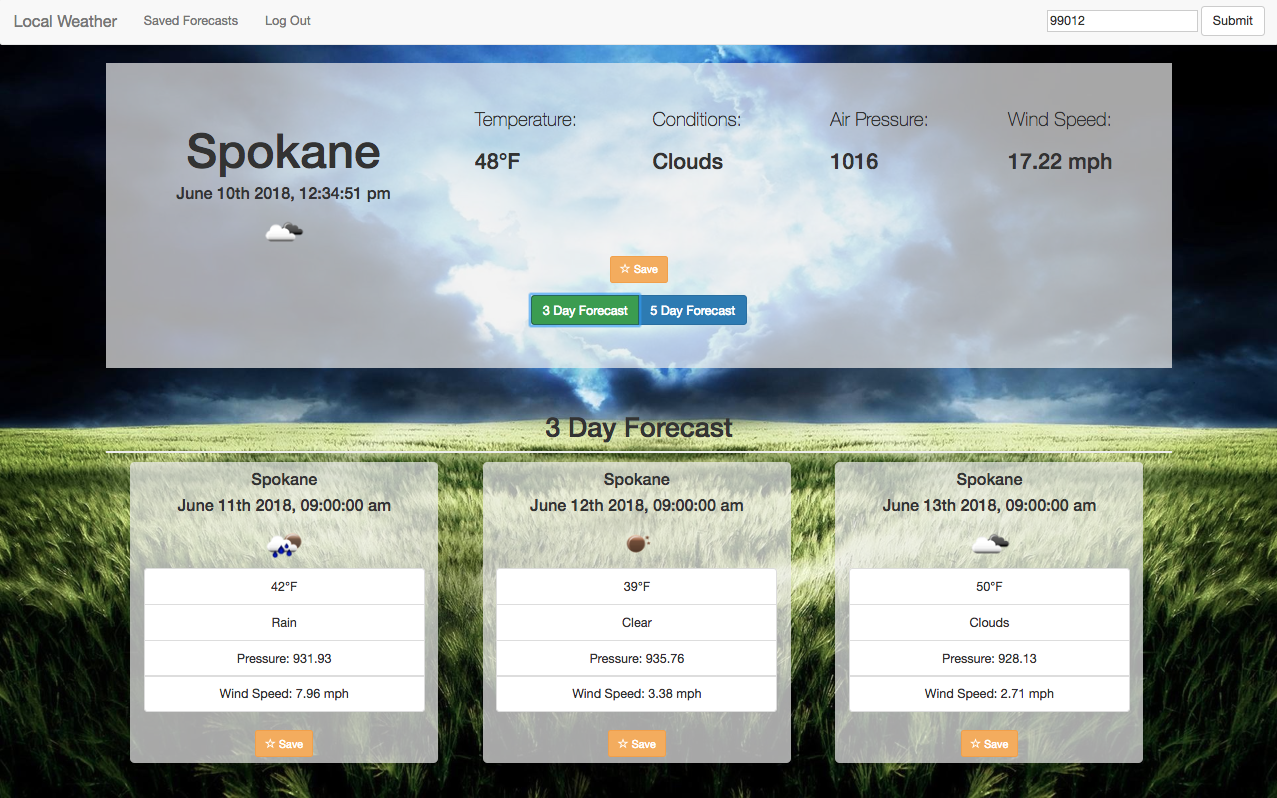 Local Weather Saved Forecasts Log Out 99012 Submit
Spokane
June 10th 2018, 12:34:51 pm
Temperature: Conditions: Air Pressure: Wind Speed:
48°F Clouds 1016 17.22 mph
☆ Save
3 Day Forecast 5 Day Forecast
3 Day Forecast
Spokane
June 11th 2018, 09:00:00 am
42°F
Rain
Pressure: 931.93
Wind Speed: 7.96 mph
☆ Save
Spokane
June 12th 2018, 09:00:00 am
39°F
Clear
Pressure: 935.76
Wind Speed: 3.38 mph
☆ Save
Spokane
June 13th 2018, 09:00:00 am
50°F
Clouds
Pressure: 928.13
Wind Speed: 2.71 mph
☆ Save